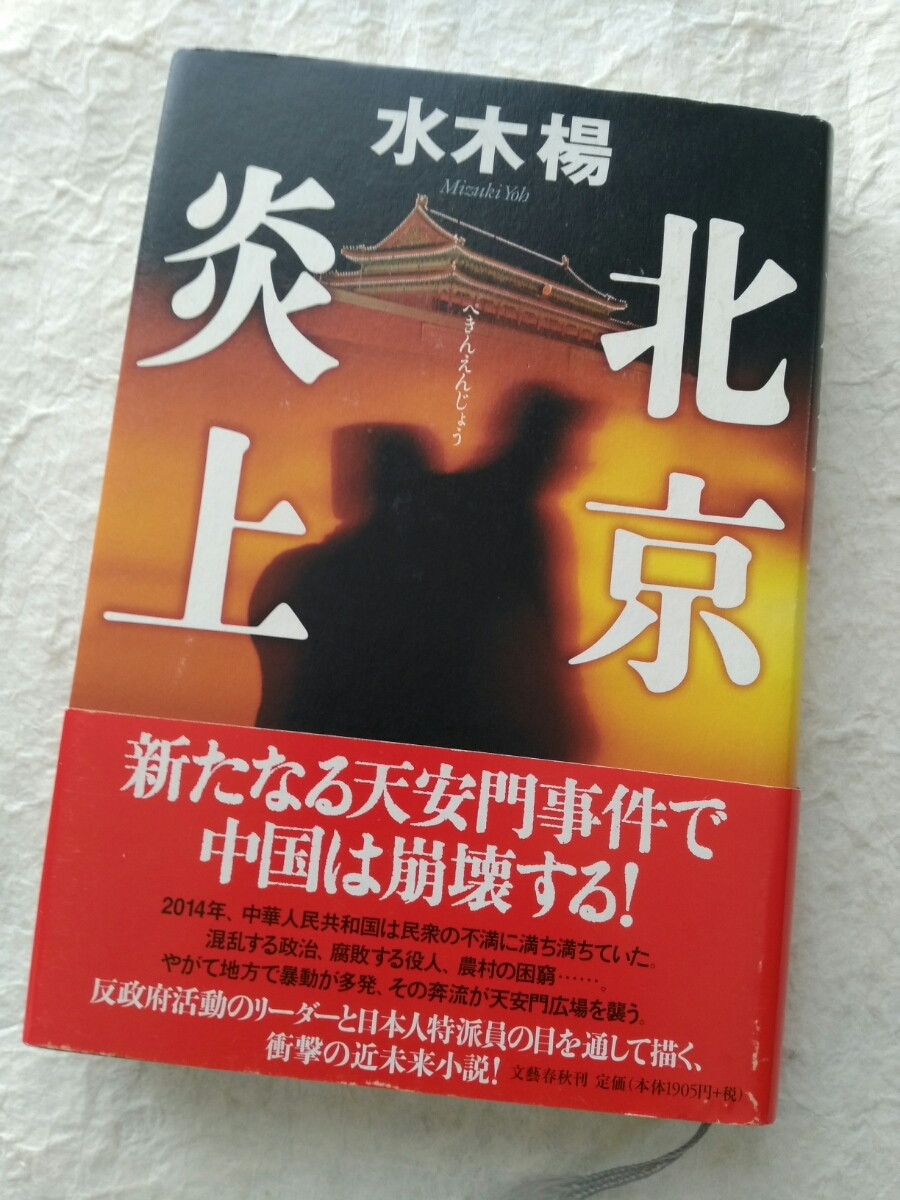 水木楊
Mizuki Yoh
北京
炎上
ぺきんえんじょう
新たなる天安門事件で
中国は崩壊する!
2014年、中華人民共和国は民衆の不満に満ち満ちていた。
混乱する政治、腐敗する役人、農村の困窮……。
やがて地方で暴動が多発、その奔流が天安門広場を襲う。
反政府活動のリーダーと日本人特派員の目を通して描く、
衝撃の近未来小説! 文藝春秋刊 定価(本体1905円+税)